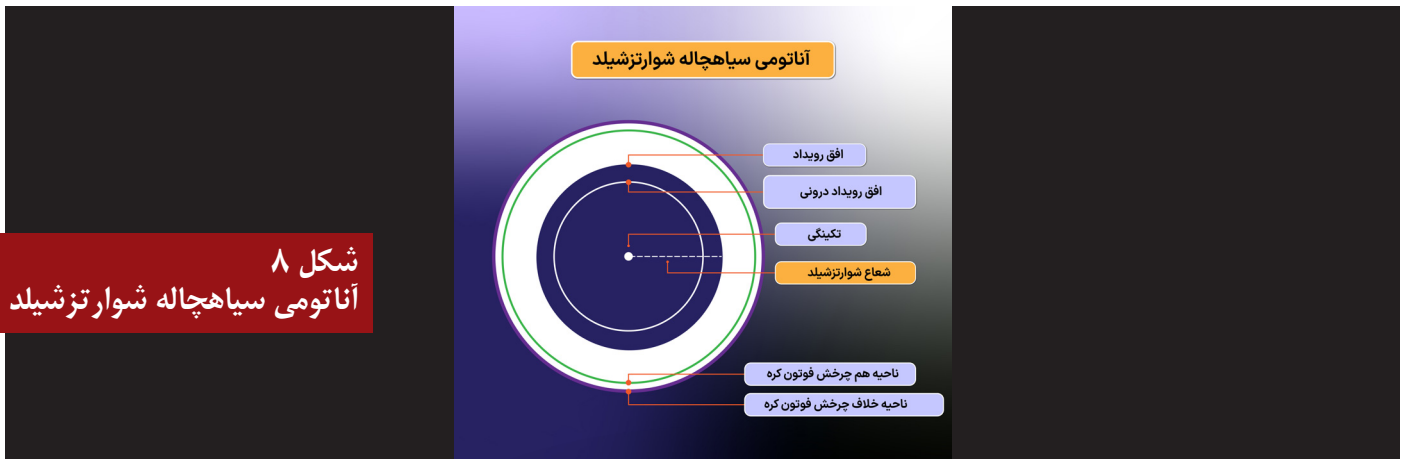 آناتومی سیاهچاله شوارتزشیلد
افق رویداد
افق رویداد درونی
تکینگی
شعاع شوارتزشیلد
ناحیه هم چرخش فوتون کره
ناحیه خلاف چرخش فوتون کره
شکل ۸
آناتومی سیاهچاله شوارتزشیلد